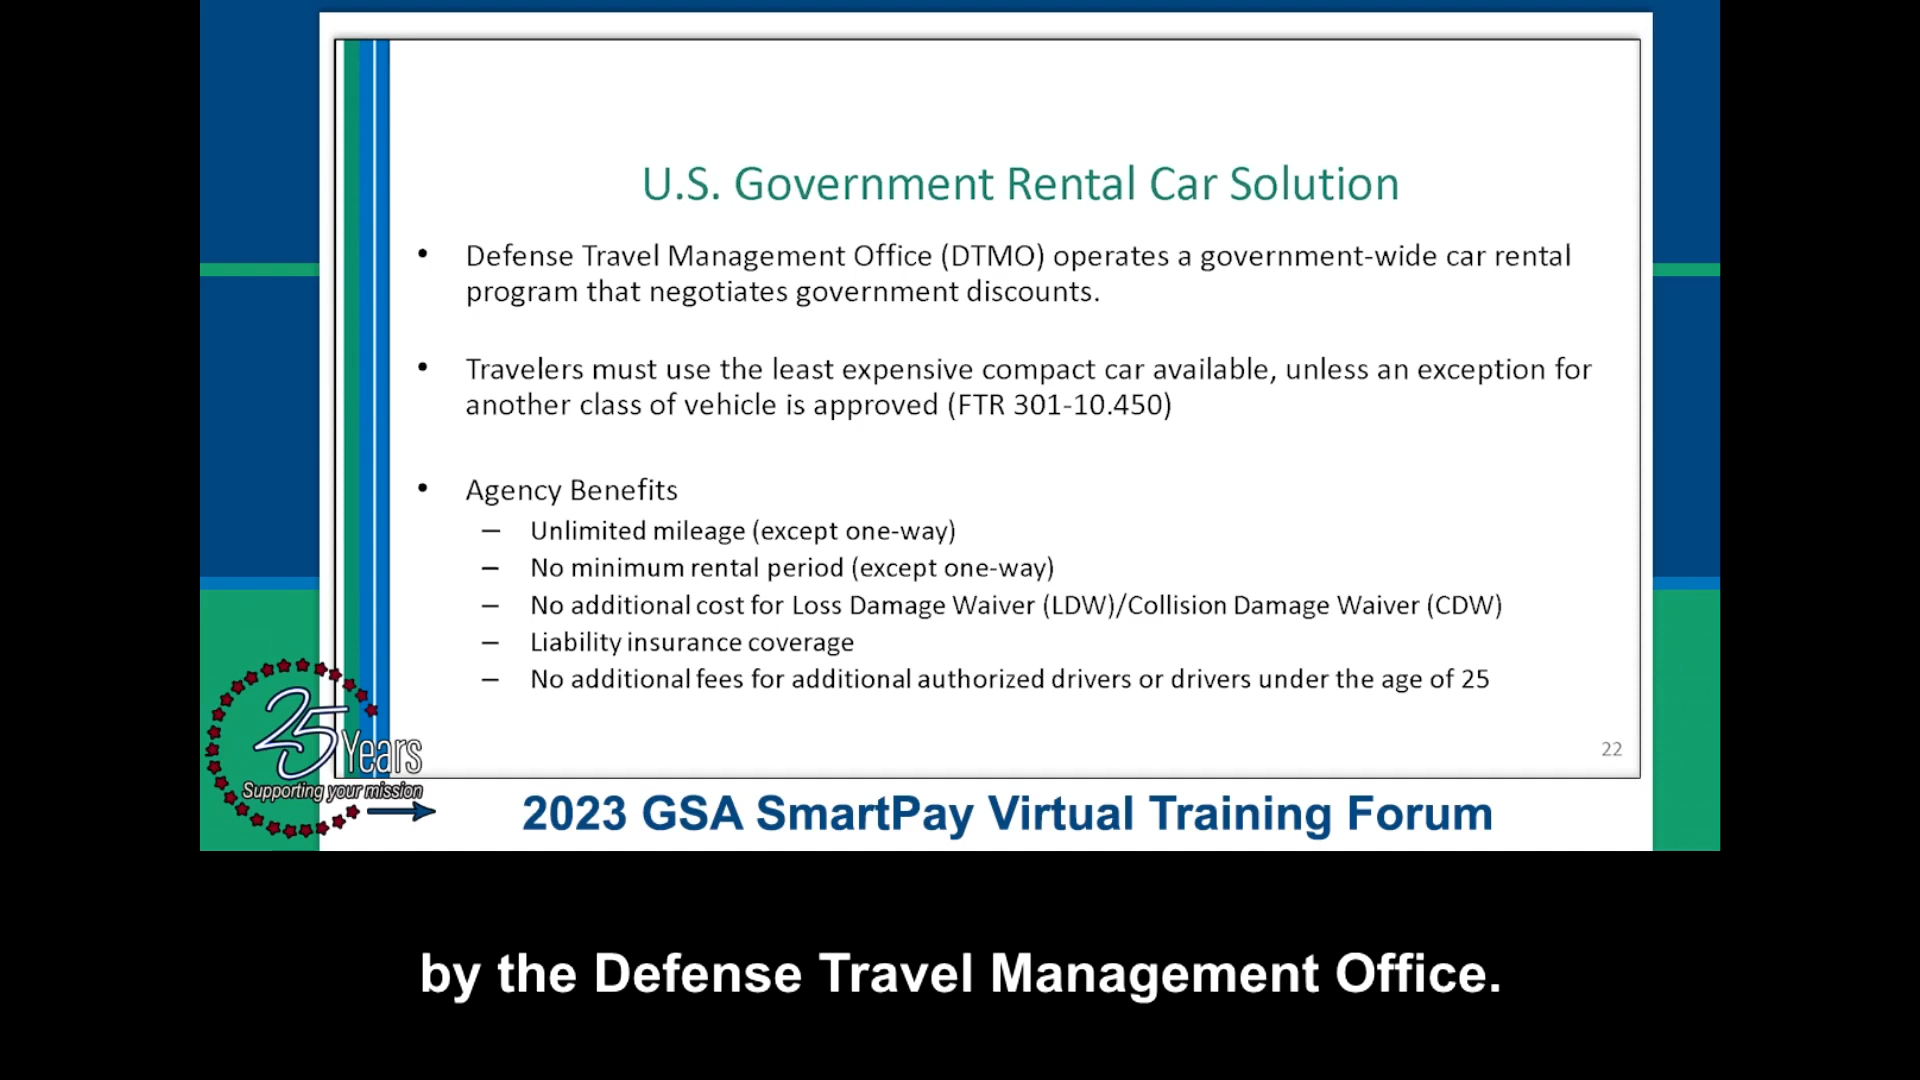 U.S. Government Rental Car Solution
• Defense Travel Management Office (DTMO) operates a government-wide car rental
program that negotiates government discounts.
• Travelers must use the least expensive compact car available, unless an exception for
another class of vehicle is approved (FTR 301-10.450)
• Agency Benefits
– Unlimited mileage (except one-way)
– No minimum rental period (except one-way)
– No additional cost for Loss Damage Waiver (LDW)/Collision Damage Waiver (CDW)
– Liability insurance coverage
– No additional fees for additional authorized drivers or drivers under the age of 25
22
25
Years
Supporting your mission
2023 GSA SmartPay Virtual Training Forum
by the Defense Travel Management Office.